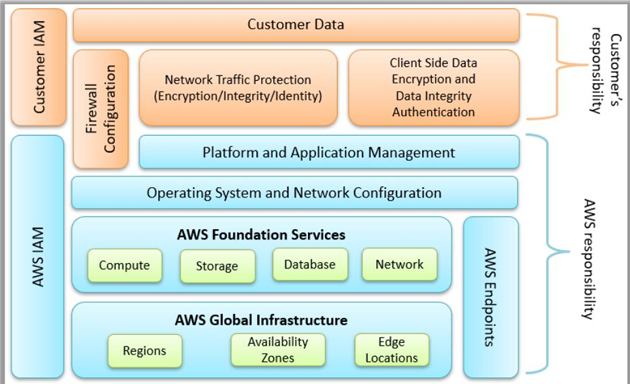 Customer IAM
Customer Data
Firewall
Configuration
Network Traffic Protection
(Encryption/Integrity/Identity)
Client Side Data
Encryption and
Data Integrity
Authentication
Customer's
responsibility
AWS IAM
Platform and Application Management
Operating System and Network Configuration
AWS Foundation Services
Compute
Storage
Database
Network
AWS Endpoints
AWS responsibility
AWS Global Infrastructure
Regions
Availability
Zones
Edge
Locations